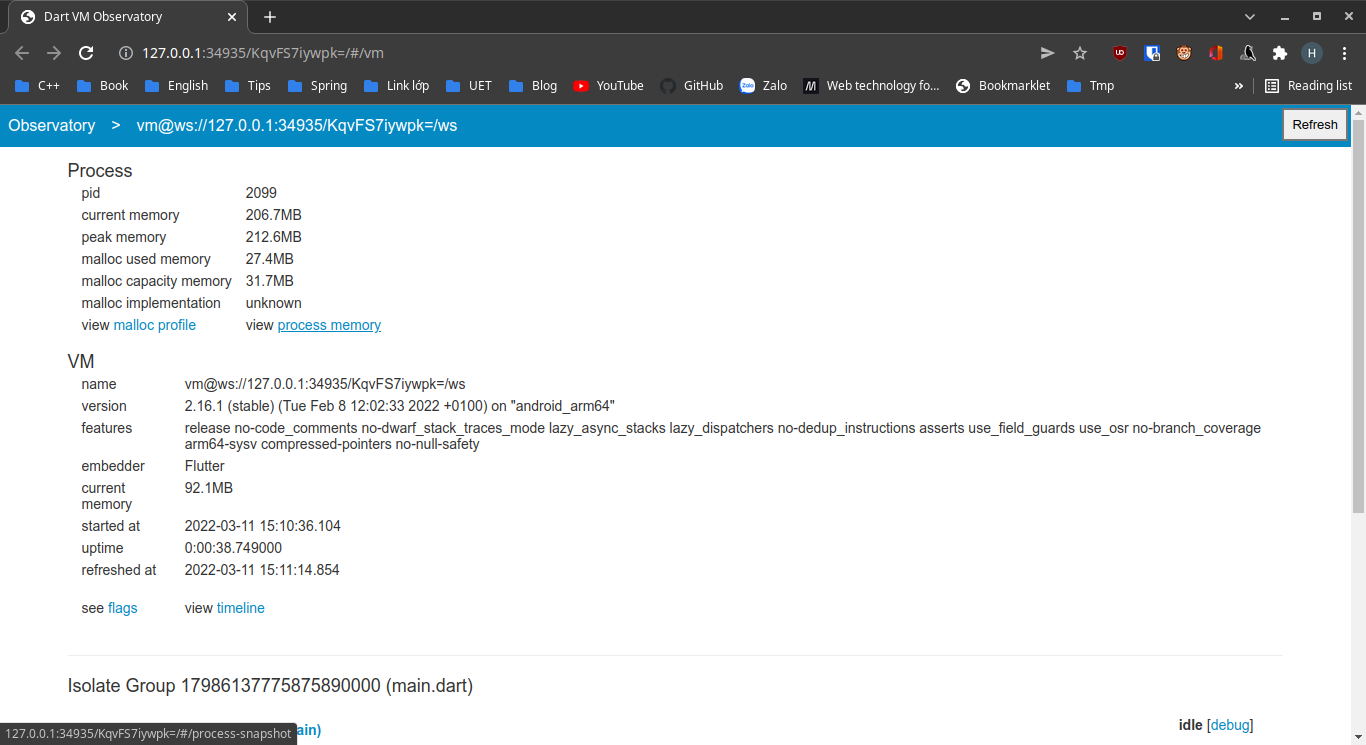 Dart VM Observatory
127.0.0.1:34935/KqvFS7iywpk=/#/vm
H
C++ Book English Tips Spring Link lớp UET Blog YouTube GitHub Zalo Web technology fo... Bookmarklet Tmp » Reading list
Observatory > vm@ws://127.0.0.1:34935/KqvFS7iywpk=/ws Refresh
Process
pid 2099
current memory 206.7MB
peak memory 212.6MB
malloc used memory 27.4MB
malloc capacity memory 31.7MB
malloc implementation unknown
view malloc profile view process memory
VM
name vm@ws://127.0.0.1:34935/KqvFS7iywpk=/ws
version 2.16.1 (stable) (Tue Feb 8 12:02:33 2022 +0100) on "android_arm64"
features release no-code_comments no-dwarf_stack_traces_mode lazy_async_stacks lazy_dispatchers no-dedup_instructions asserts use_field_guards use_osr no-branch_coverage
arm64-sysv compressed-pointers no-null-safety
embedder Flutter
current 92.1MB
memory
started at 2022-03-11 15:10:36.104
uptime 0:00:38.749000
refreshed at 2022-03-11 15:11:14.854
see flags view timeline
Isolate Group 17986137775875890000 (main.dart)
ain) idle [debug]
127.0.0.1:34935/KqvFS7iywpk=/#/process-snapshot